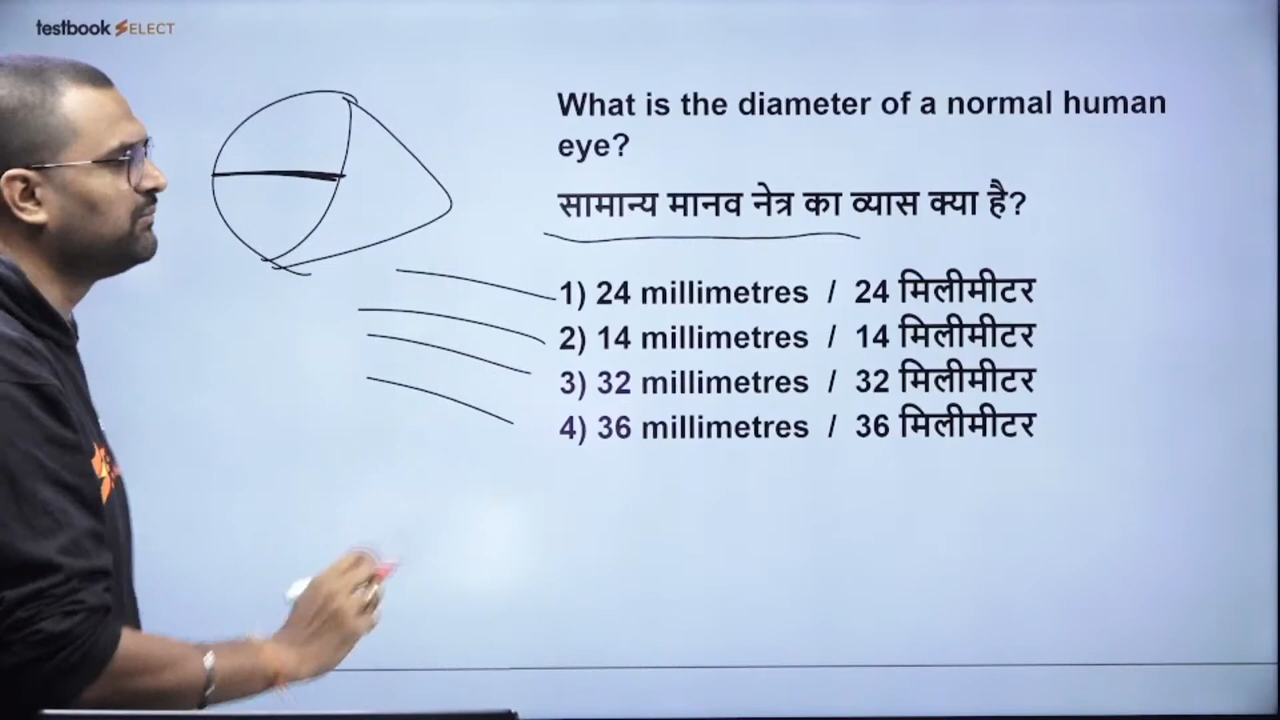 testbook SELECT
What is the diameter of a normal human
eye?
सामान्य मानव नेत्र का व्यास क्या है?
1) 24 millimetres / 24 मिलीमीटर
2) 14 millimetres / 14 मिलीमीटर
3) 32 millimetres / 32 मिलीमीटर
4) 36 millimetres / 36 मिलीमीटर